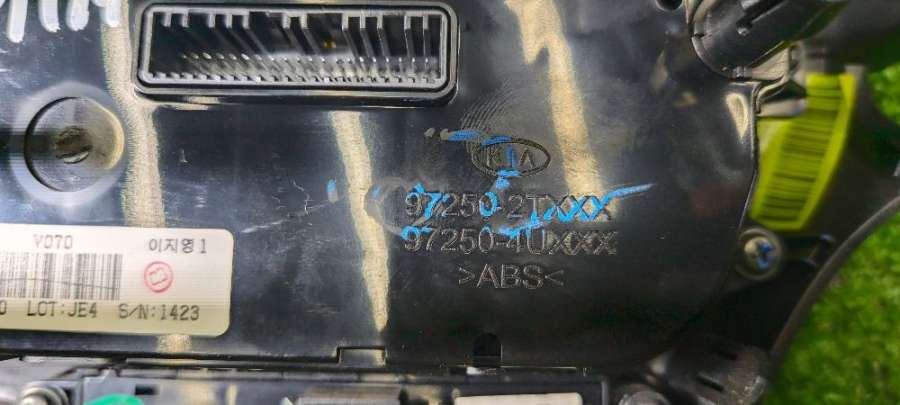 KIA
97250-2TXXX
97250-4UXXX
>ABS<
V070 이지영 1
LOT:JE4 S/N:1423